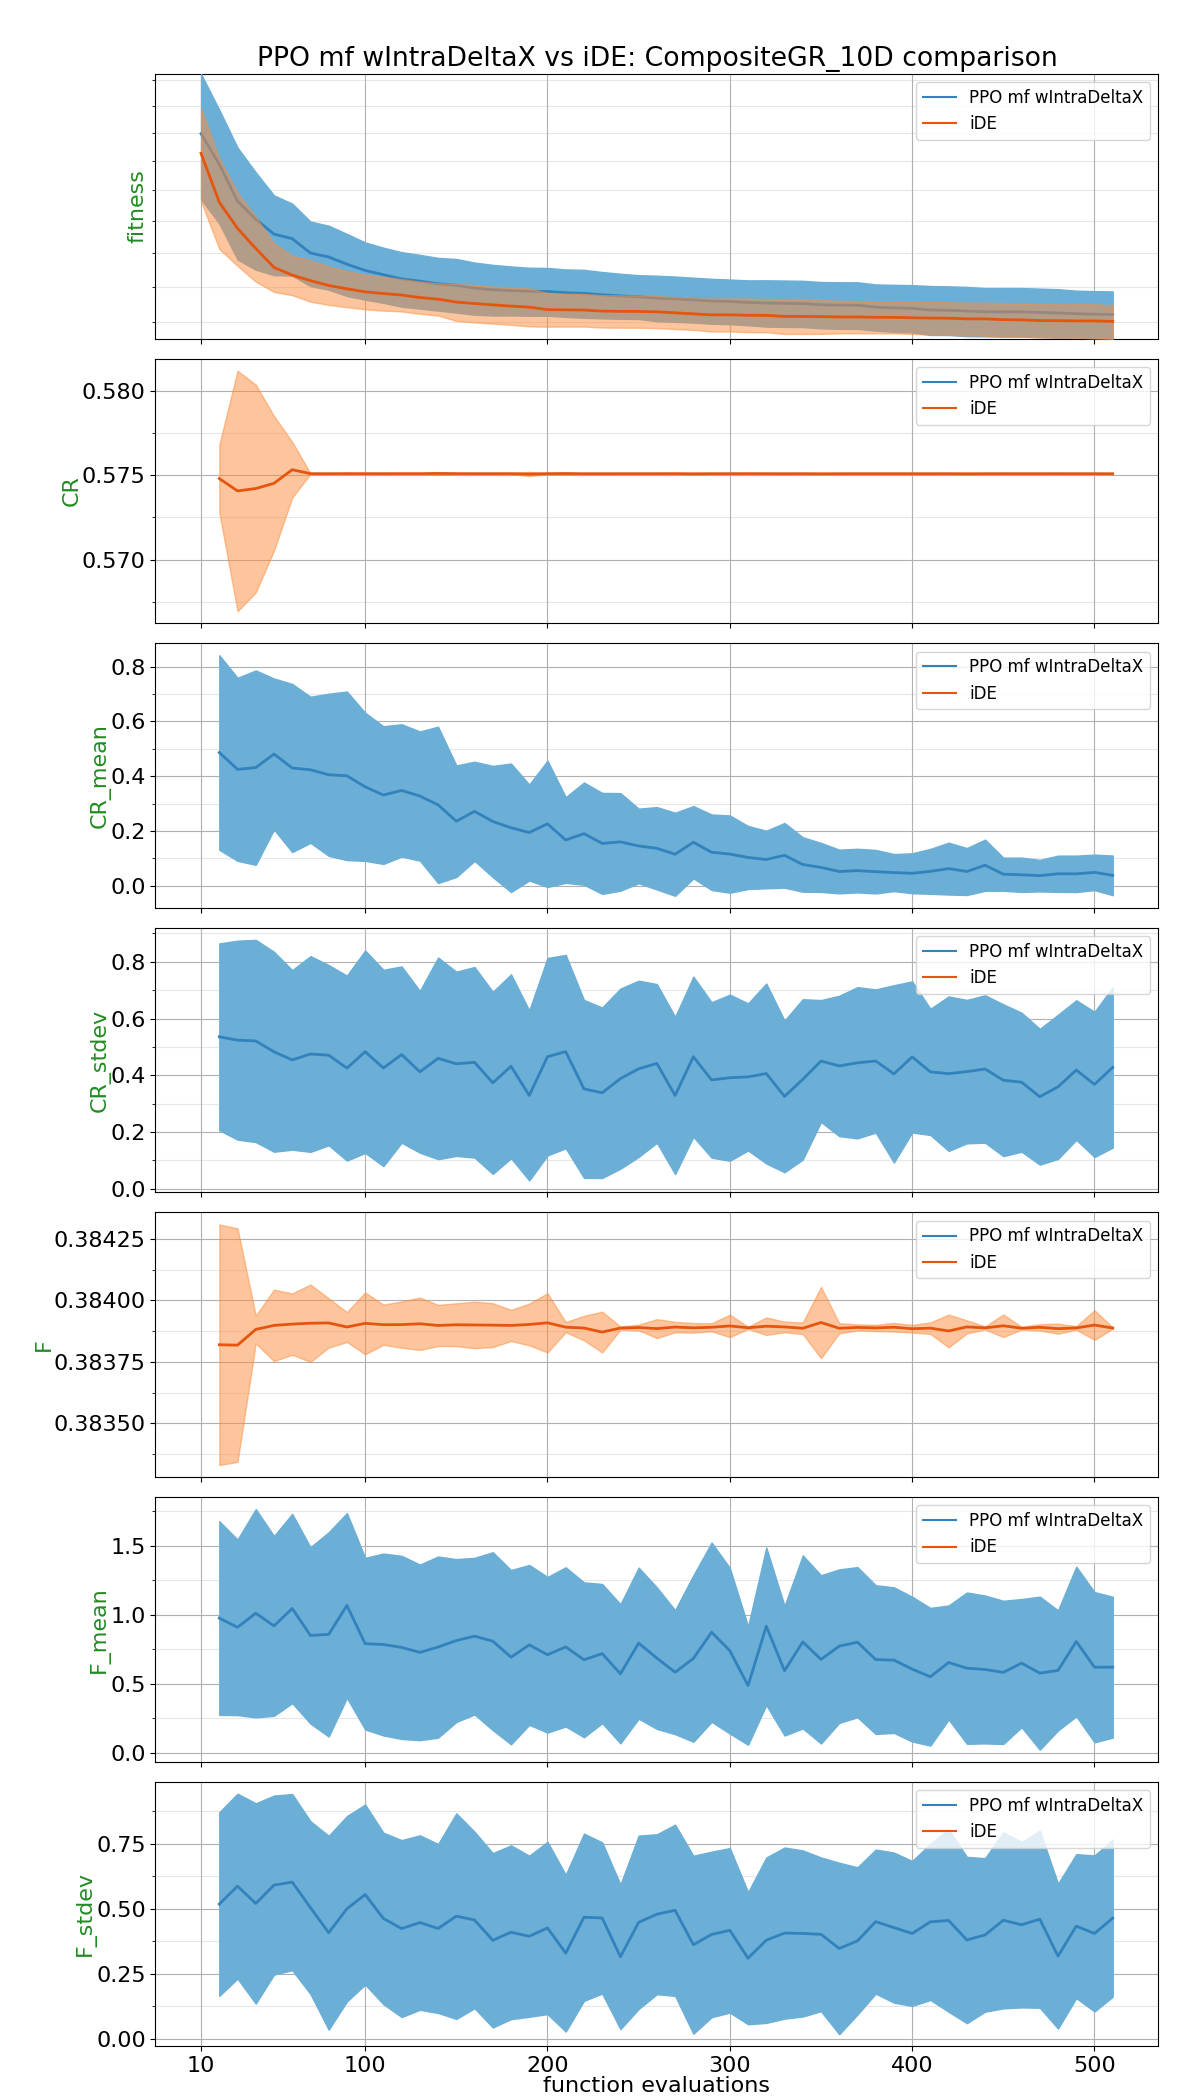 PPO mf wIntraDeltaX vs iDE: CompositeGR_10D comparison
fitness
PPO mf wIntraDeltaX
iDE
CR
0.580
0.575
0.570
PPO mf wIntraDeltaX
iDE
CR_mean
0.8
0.6
0.4
0.2
0.0
PPO mf wIntraDeltaX
iDE
CR_stdev
0.8
0.6
0.4
0.2
0.0
PPO mf wIntraDeltaX
iDE
F
0.38425
0.38400
0.38375
0.38350
PPO mf wIntraDeltaX
iDE
F_mean
1.5
1.0
0.5
0.0
PPO mf wIntraDeltaX
iDE
F_stdev
0.75
0.50
0.25
0.00
PPO mf wIntraDeltaX
iDE
10 100 200 300 400 500
function evaluations